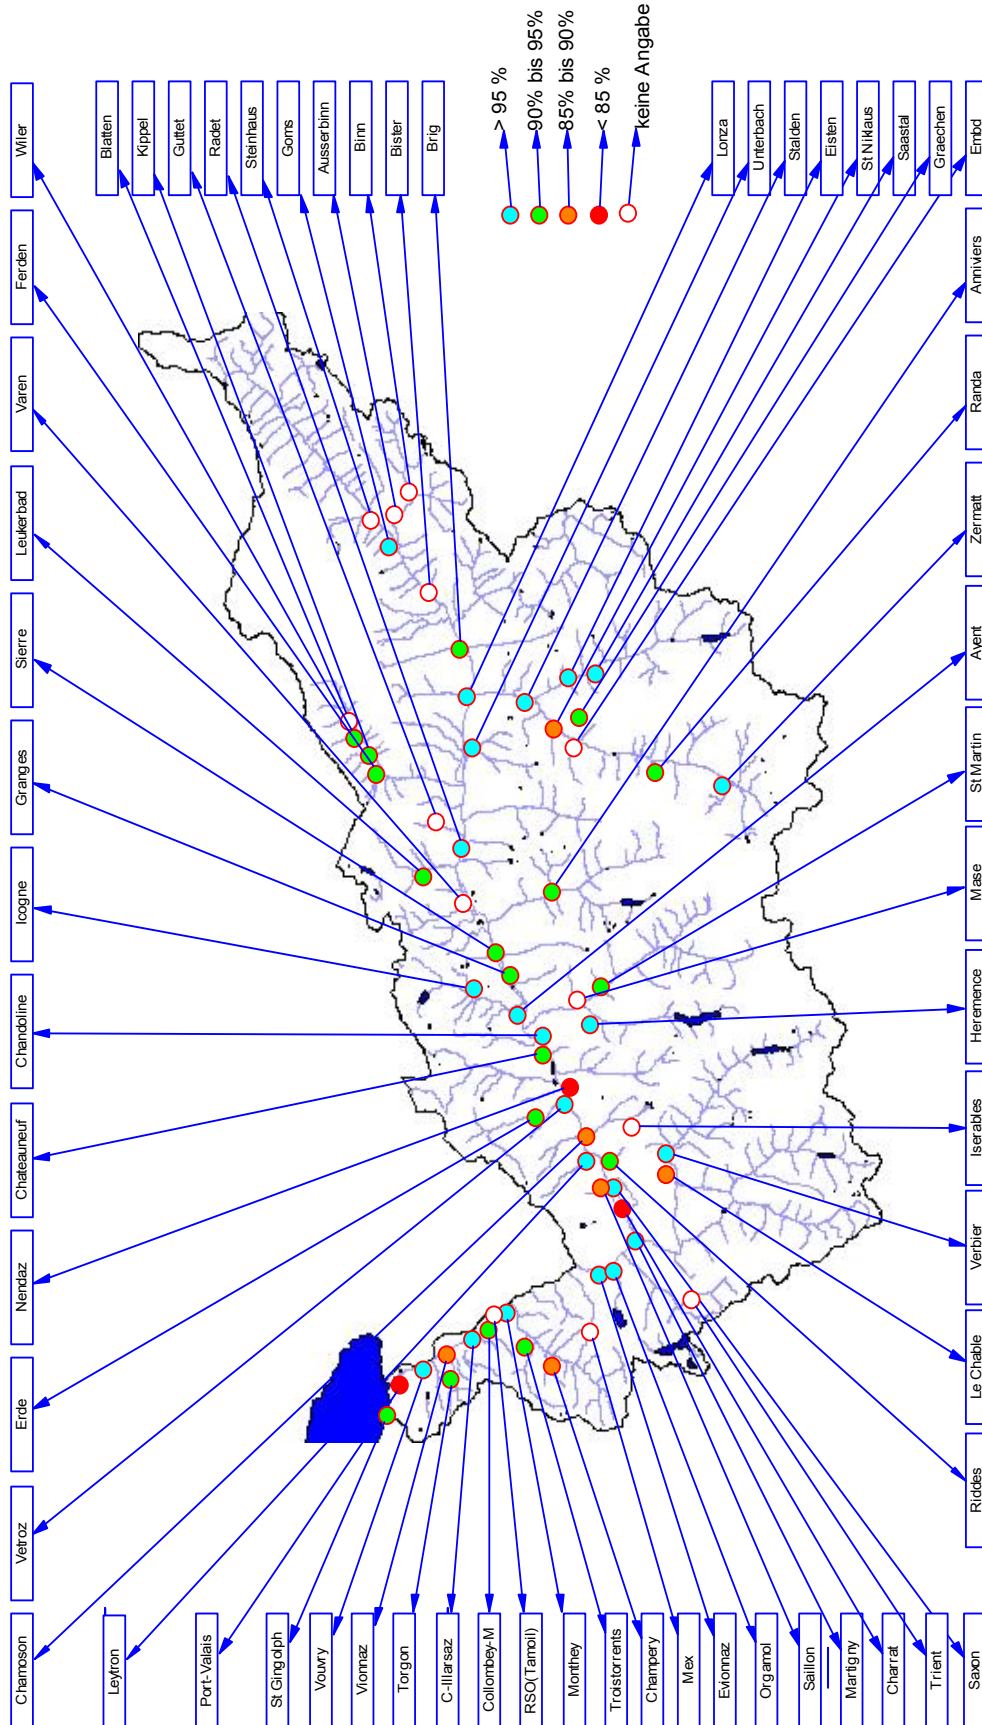 Chamoson
Vetroz
Erde
Nendaz
Chateauneuf
Chandoline
Icogne
Granges
Sierre
Leukerbad
Varen
Ferden
Wiler
Blatten
Kippel
Guttet
Radet
Steinhaus
Goms
Ausserbinn
Binn
Bister
Brig
> 95 %
90% bis 95%
85% bis 90%
< 85 %
keine Angabe
Lonza
Unterbach
Stalden
Eisten
St Niklaus
Saastal
Graechen
Embd
Anniviers
Randa
Zermatt
Ayent
St Martin
Mase
Heremence
Iserables
Verbier
Le Chable
Riddes
Saxon
Leytron
Port-Valais
St Gingolph
Vouvry
Vionnaz
Torgon
C-Illarsaz
Collombey-M
RSO(Tamoil)
Monthey
Troistorrents
Champery
Mex
Evionnaz
Orgamol
Saillon
Martigny
Charrat
Trient